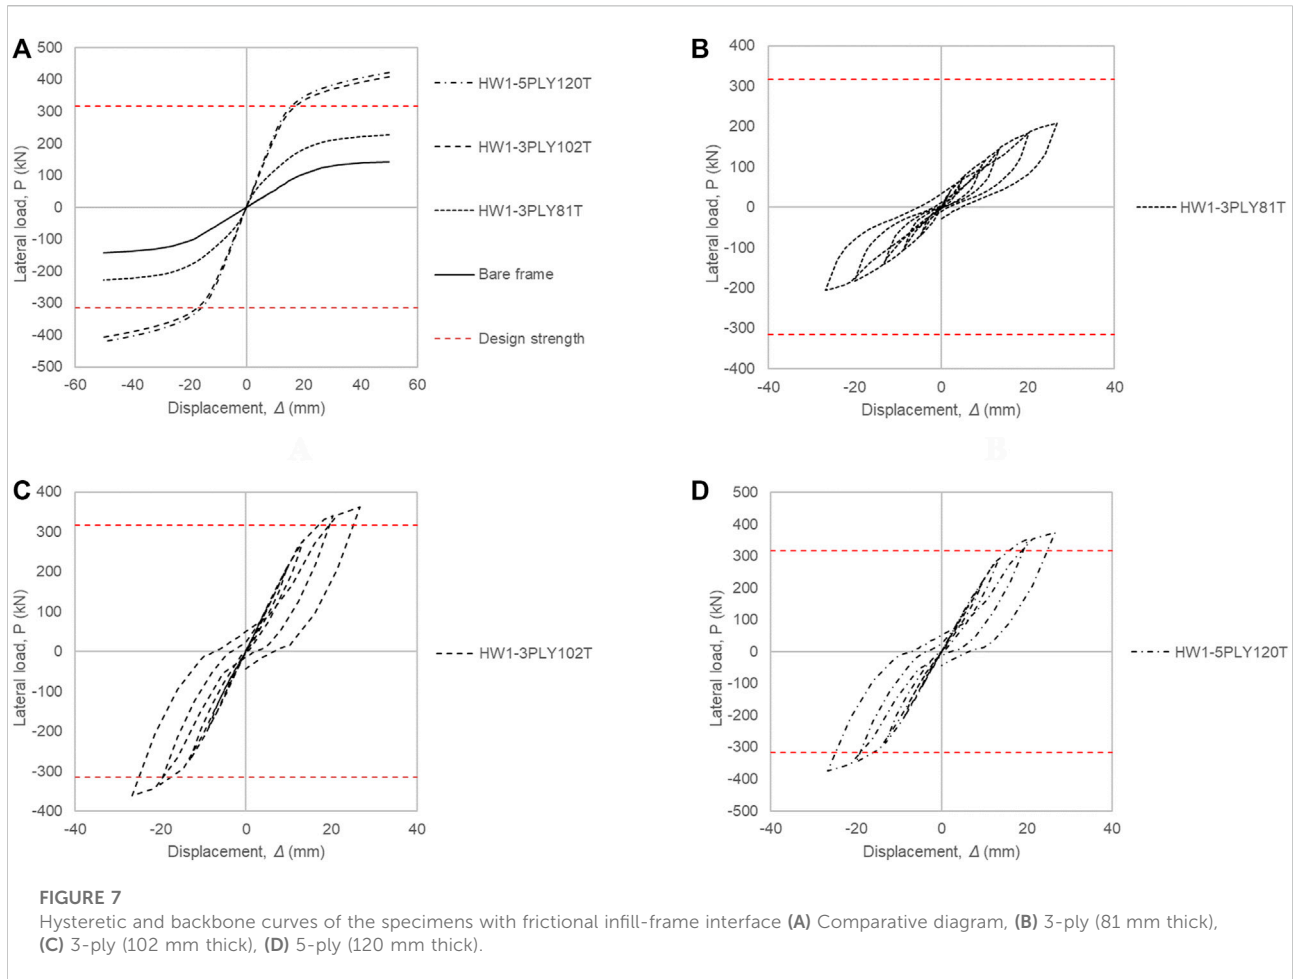 A
500
400
300
200
100
0
-100
-200
-300
-400
-500
-60
-40
-20
0
20
40
60
Lateral load, P (kN)
Displacement, Δ (mm)
HW1-5PLY120T
HW1-3PLY102T
HW1-3PLY81T
Bare frame
Design strength
A
B
400
300
200
100
0
-100
-200
-300
-400
-40
-20
0
20
40
Lateral load, P (kN)
Displacement, Δ (mm)
HW1-3PLY81T
B
C
400
300
200
100
0
-100
-200
-300
-400
-40
-20
0
20
40
Lateral load, P (kN)
Displacement, Δ (mm)
HW1-3PLY102T
D
500
400
300
200
100
0
-100
-200
-300
-400
-500
-40
-20
0
20
40
Lateral load, P (kN)
Displacement, Δ (mm)
HW1-5PLY120T
FIGURE 7
Hysteretic and backbone curves of the specimens with frictional infill-frame interface (A) Comparative diagram, (B) 3-ply (81 mm thick),
(C) 3-ply (102 mm thick), (D) 5-ply (120 mm thick).